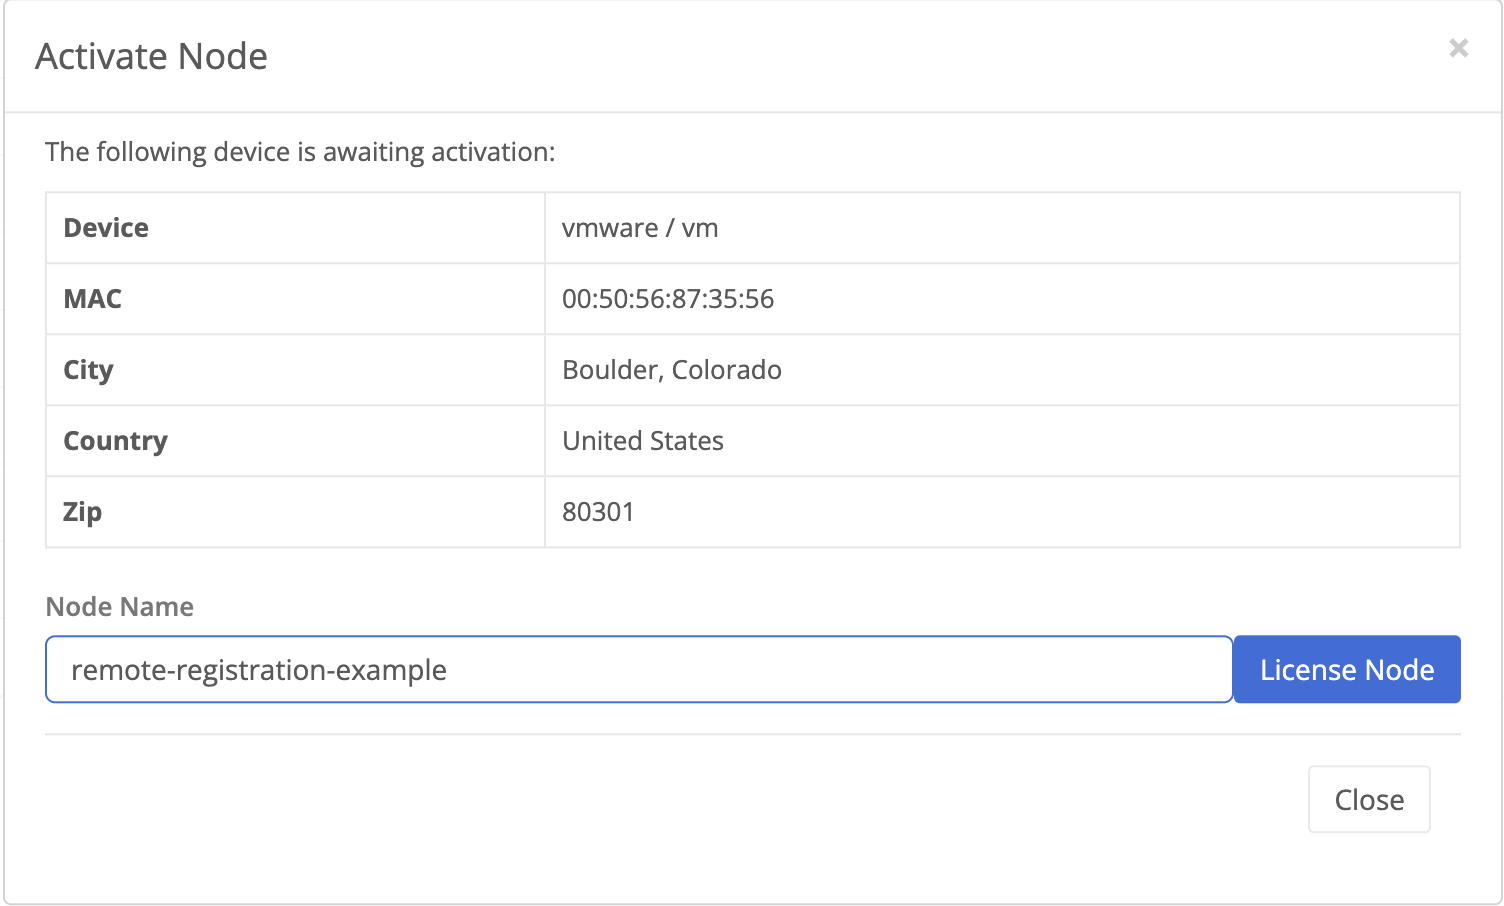 Activate Node
×
The following device is awaiting activation:
Device vmware / vm
MAC 00:50:56:87:35:56
City Boulder, Colorado
Country United States
Zip 80301
Node Name
remote-registration-example License Node
Close